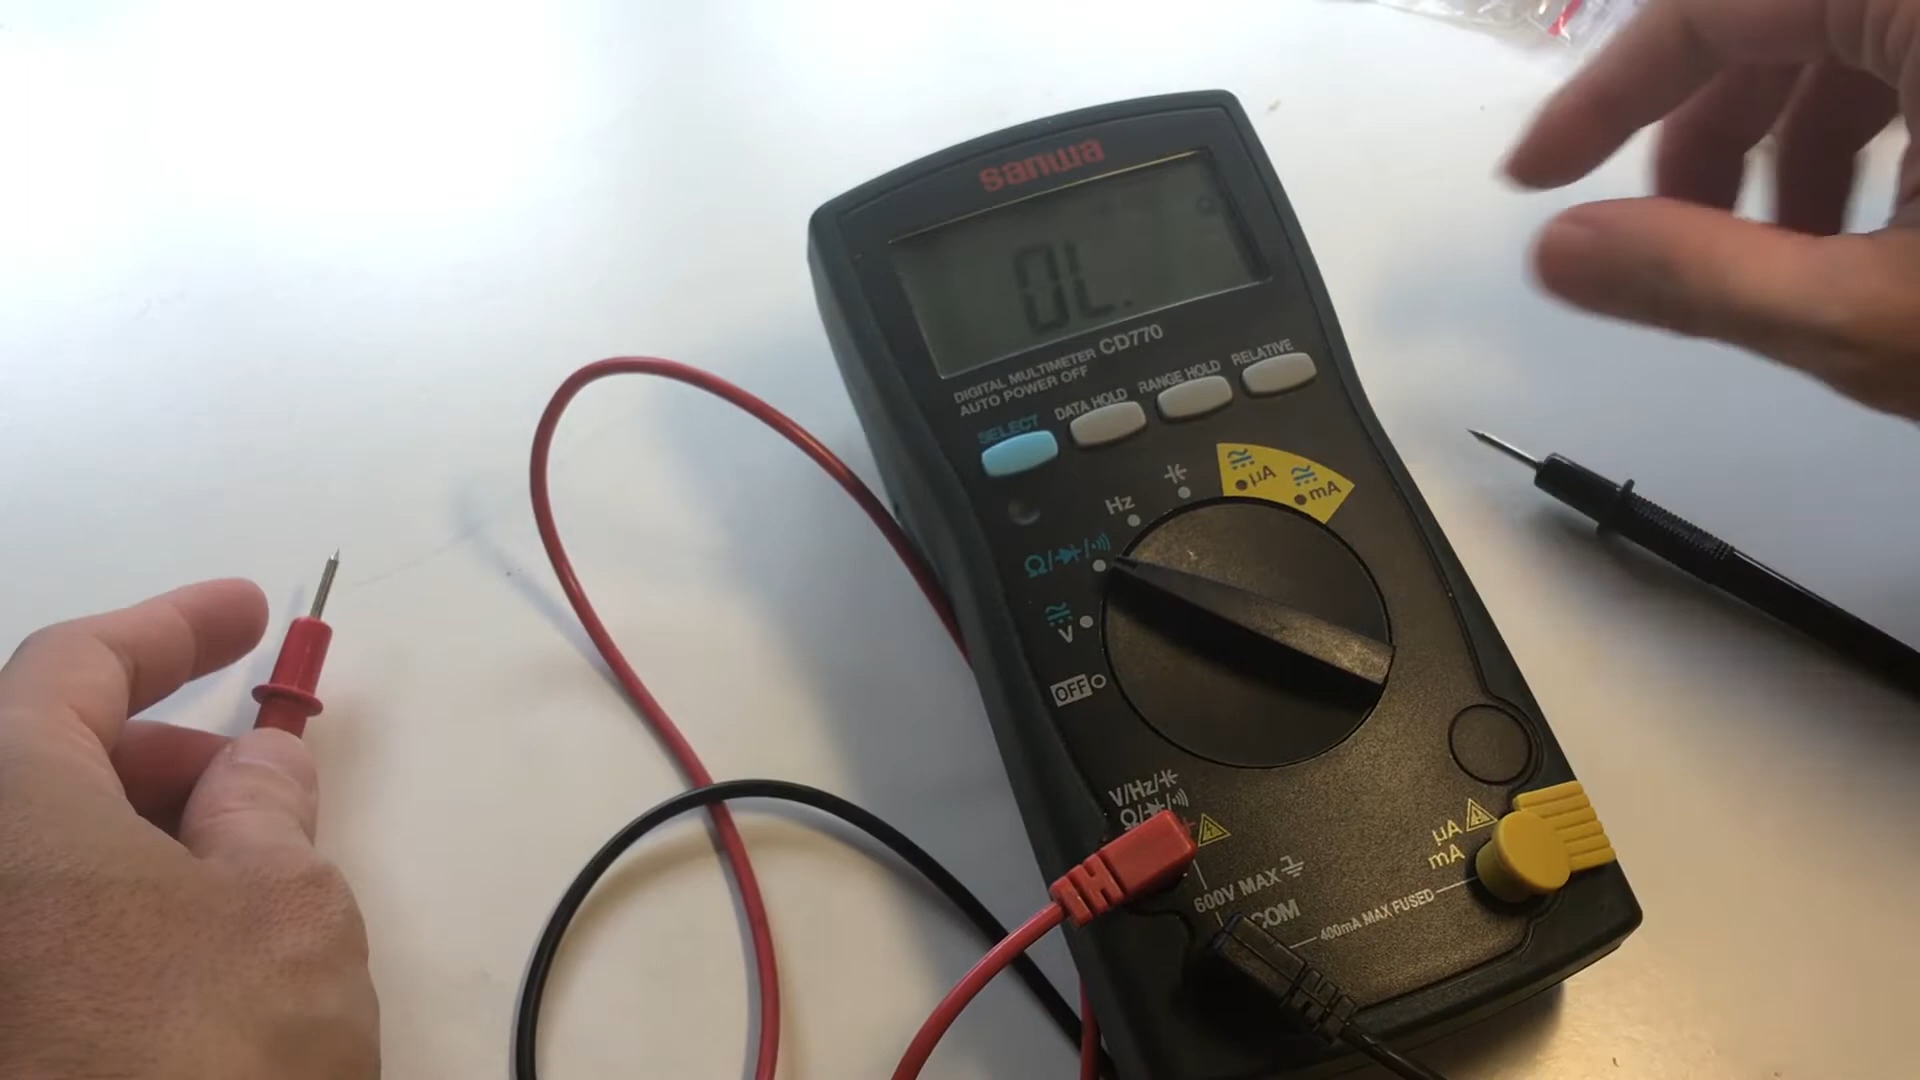 sanwa
OL.
DIGITAL MULTIMETER CD770
AUTO POWER OFF
SELECT
DATA HOLD
RANGE HOLD
RELATIVE
μA
mA
Hz
Ω/
V
OFF
V/Hz/
Ω/
600V MAX
COM
μA
mA
400mA MAX FUSED